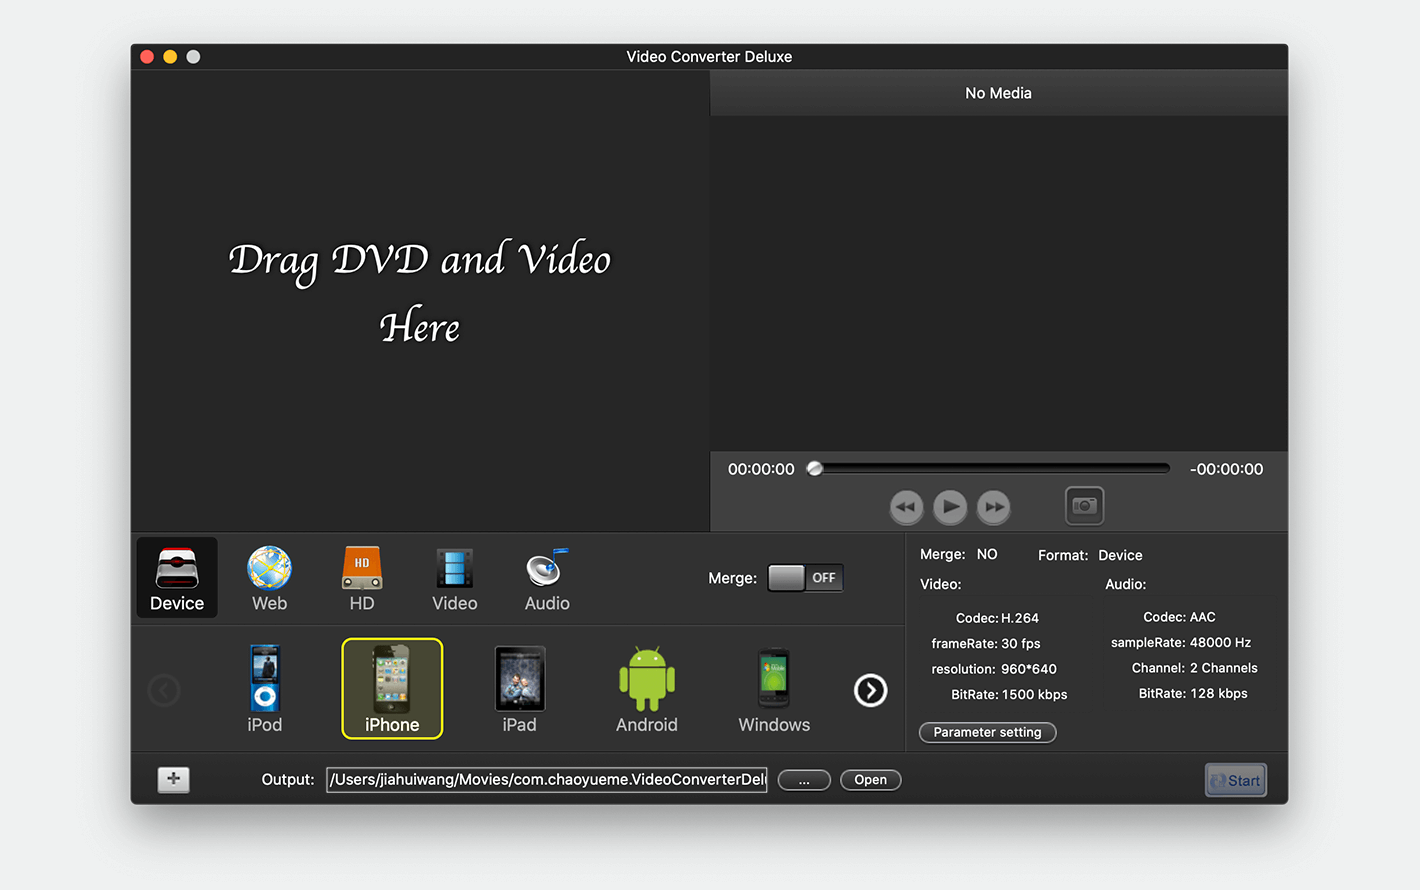 Video Converter Deluxe
No Media
Drag DVD and Video
Here
00:00:00
-00:00:00
Device
Web
HD
HD
Video
Audio
Merge:
OFF
iPod
iPhone
iPad
Android
Windows
Merge: NO
Format: Device
Video:
Audio:
Codec: H.264
frameRate: 30 fps
resolution: 960*640
BitRate: 1500 kbps
Codec: AAC
sampleRate: 48000 Hz
Channel: 2 Channels
BitRate: 128 kbps
Parameter setting
Output: /Users/jiahuiwang/Movies/com.chaoyueme.VideoConverterDel
...
Open
Start